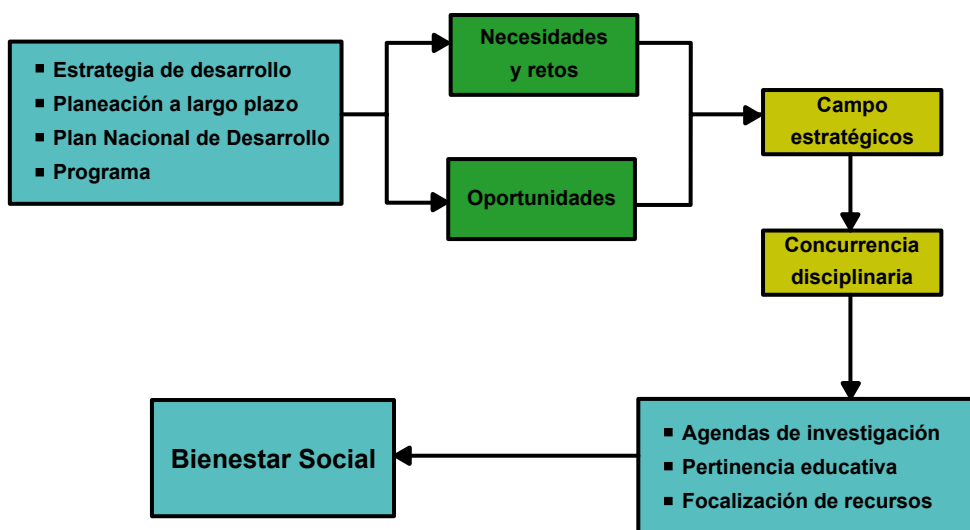 ▪ Estrategia de desarrollo
▪ Planeación a largo plazo
▪ Plan Nacional de Desarrollo
▪ Programa
Necesidades
y retos
Oportunidades
Campo
estratégicos
Concurrencia
disciplinaria
▪ Agendas de investigación
▪ Pertinencia educativa
▪ Focalización de recursos
Bienestar Social